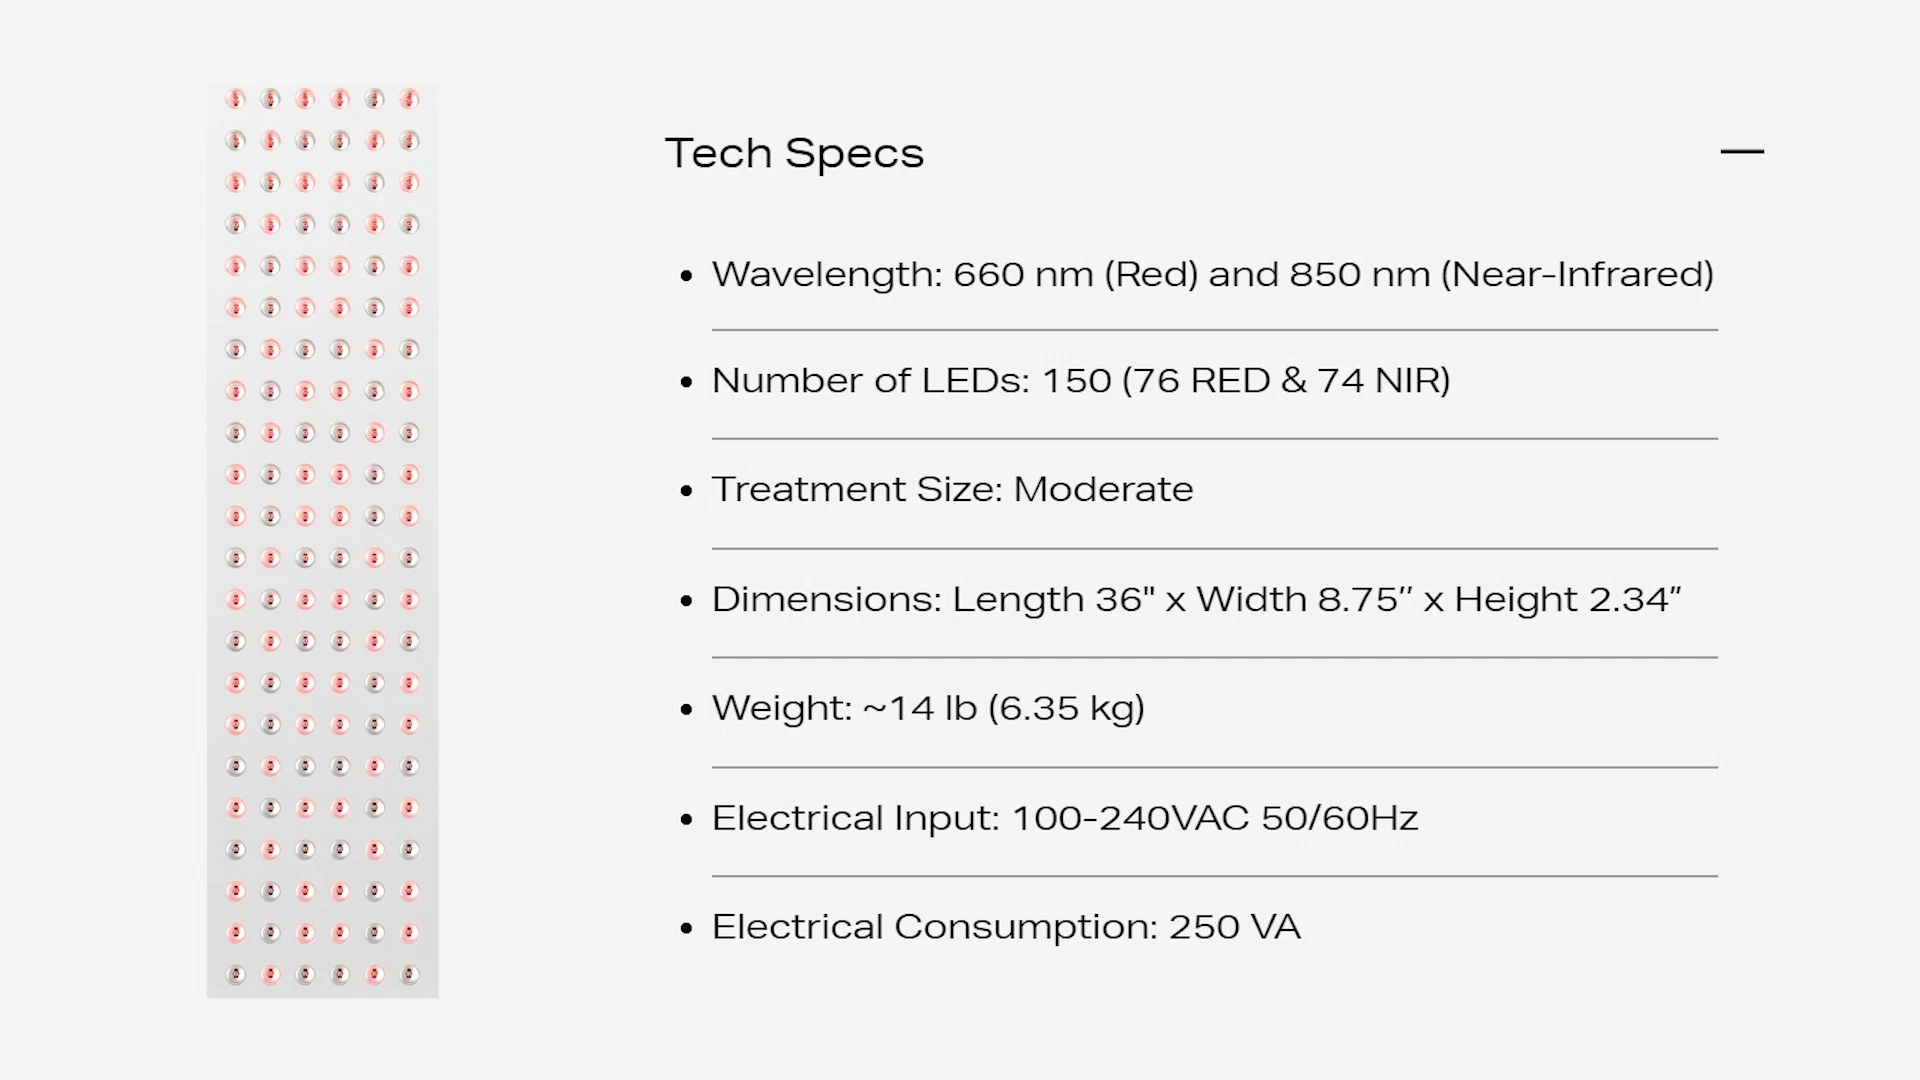 Tech Specs
• Wavelength: 660 nm (Red) and 850 nm (Near-Infrared)
• Number of LEDs: 150 (76 RED & 74 NIR)
• Treatment Size: Moderate
• Dimensions: Length 36" x Width 8.75” x Height 2.34”
• Weight: ~14 lb (6.35 kg)
• Electrical Input: 100-240VAC 50/60Hz
• Electrical Consumption: 250 VA